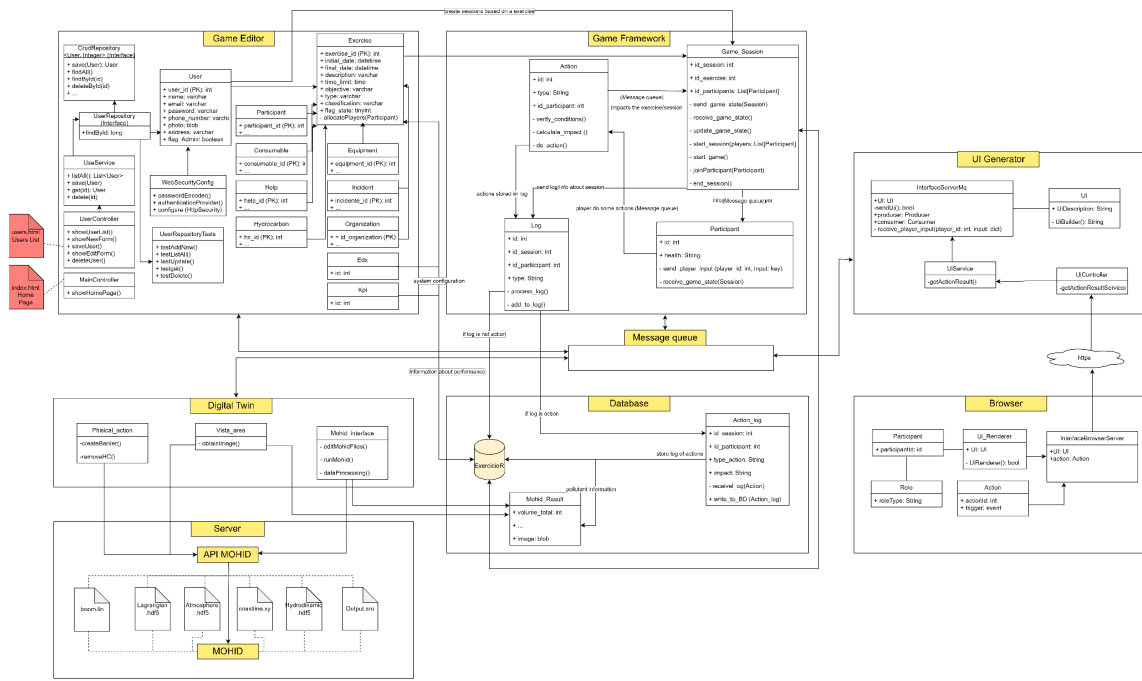 create sessions based on a exercise
Game Editor
CrudRepository
<User, Integer> (Interface)
+ save(User): User
+ findAll()
+ findById(id)
+ deleteById(id)
+ ...
UserRepository
(Interface)
+findById: long
UseService
+ listAll(): List<User>
+ save(User)
+ get(id): User
+ delete(id)
UserController
+ showUserList()
+ showNewForm()
+ saveUser()
+ showEditForm()
+ deleteUser()
MainController
+ showHomePage()
users.html
Users List
index.html
Home
Page
User
+ user_id (PK): int
+ name: varchar
+ email: varchar
+ password: varchar
+ phone_number: varcha
+ photo: blob
+ address: varchar
+ flag_Admin: boolean
WebSecurityConfig
+ passwordEncoder()
+ authenticationProvider()
+ configure (HttpSecurity)
UserRepositoryTests
+ testAddNew()
+ testListAll()
+ testUpdate()
+ testget()
+ testDelete()
Exercise
+ exercise_id (PK): int
+ initial_date: datetime
+ final_date: datetime
+ description: varchar
+ time_limit: time
+ objective: varchar
+ type: varchar
+ classification: varchar
+ flag_state: tinyint
- allocatePlayers(Participant)
Participant
+ participant_id (PK): int
+ ...
Consumable
+ consumable_id (PK): int
+ ...
Help
+ help_id (PK): int
+ ...
Hydrocarbon
+ hc_id (PK): int
+ ...
Equipment
+ equipment_id (PK): int
+ ...
Incident
+ incidente_id (PK): int
+ ...
Organization
+ id_organization (PK):
+ ...
Edx
+ id: int
Kpi
+ id: int
system configuration
Game Framework
Action
+ id: int
+ type: String
+ id_participant: int
- verify_conditions()
- calculate_impact ()
- do_action()
(Message queue)
impacts the exercise/session
Game_Session
+ id_session: int
+ id_exercise: int
+ id_participants: List[Participant]
- send_game_state(Session)
- receive_game_state()
- update_game_state()
- start_session(players: List[Participant]
- start_game()
- joinParticipant(Participant)
- end_session()
actions stored in log
send log/info about session
player do some actions (Message queue)
Log
+ id: int
+ id_session: int
+ id_participant: int
+ type: String
- process_log()
- add_to_log()
Participant
+ id: int
+ health: String
- send_player_input (player_id: int, input: key)
- receive_game_state(Session)
if log is not action
information about performance
Message queue
UI Generator
InterfaceServerMq
+UI: UI
-sendUi(): bool
+producer: Producer
+consumer: Consumer
- receive_player_input(player_id: int, input: dict)
UI
+ UiDescription: String
- UiBuilder(): String
UiService
-getActionResult()
UiController
-getActionResultService
https
Browser
Participant
+ participantId: id
Ui_Renderer
+ UI: UI
- UIRenderer(): bool
InterfaceBrowserServer
+UI: UI
+action: Action
Role
+ roleType: String
Action
+ actionId: int
+ trigger: event
Digital Twin
Phisical_action
-createBarrier()
-removeHC()
Vista_area
- obtainImage()
Mohid_interface
- editMohidFiles()
- runMohid()
- dataProcessing()
Database
ExercicioR
if log is action
Action_log
+ id_session: int
+ id_participant: int
+ type_action: String
+ impact: String
- receiveLog(Action)
+ write_to_BD (Action_log)
store log of actions
pollutant information
Mohid_Result
+ volume_total: int
+ ...
+ image: blob
Server
API MOHID
boom.lin
Lagrangian
.hdf5
Atmosphere
.hdf5
coastline.xy
Hydrodinamic
.hdf5
Output.srn
MOHID